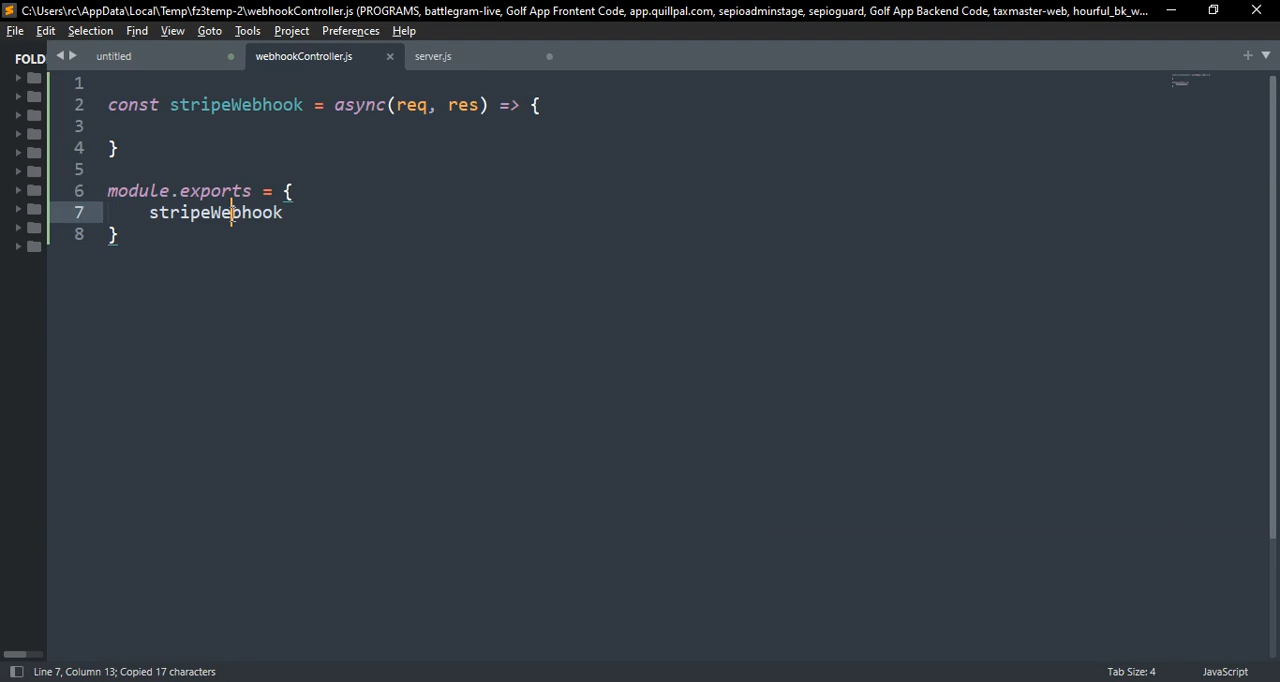 C:\Users\rc\AppData\Local\Temp\fz3temp-2\webhookController.js (PROGRAMS, battlegram-live, Golf App Frontent Code, app.quillpal.com, sepioadminstage, sepioguard, Golf App Backend Code, taxmaster-web, hourful_bk_w...
File Edit Selection Find View Goto Tools Project Preferences Help
FOLD
untitled webhookController.js server.js
1
2 const stripeWebhook = async(req, res) => {
3
4 }
5
6 module.exports = {
7 stripeWebhook
8 }
Line 7, Column 13; Copied 17 characters Tab Size: 4 JavaScript